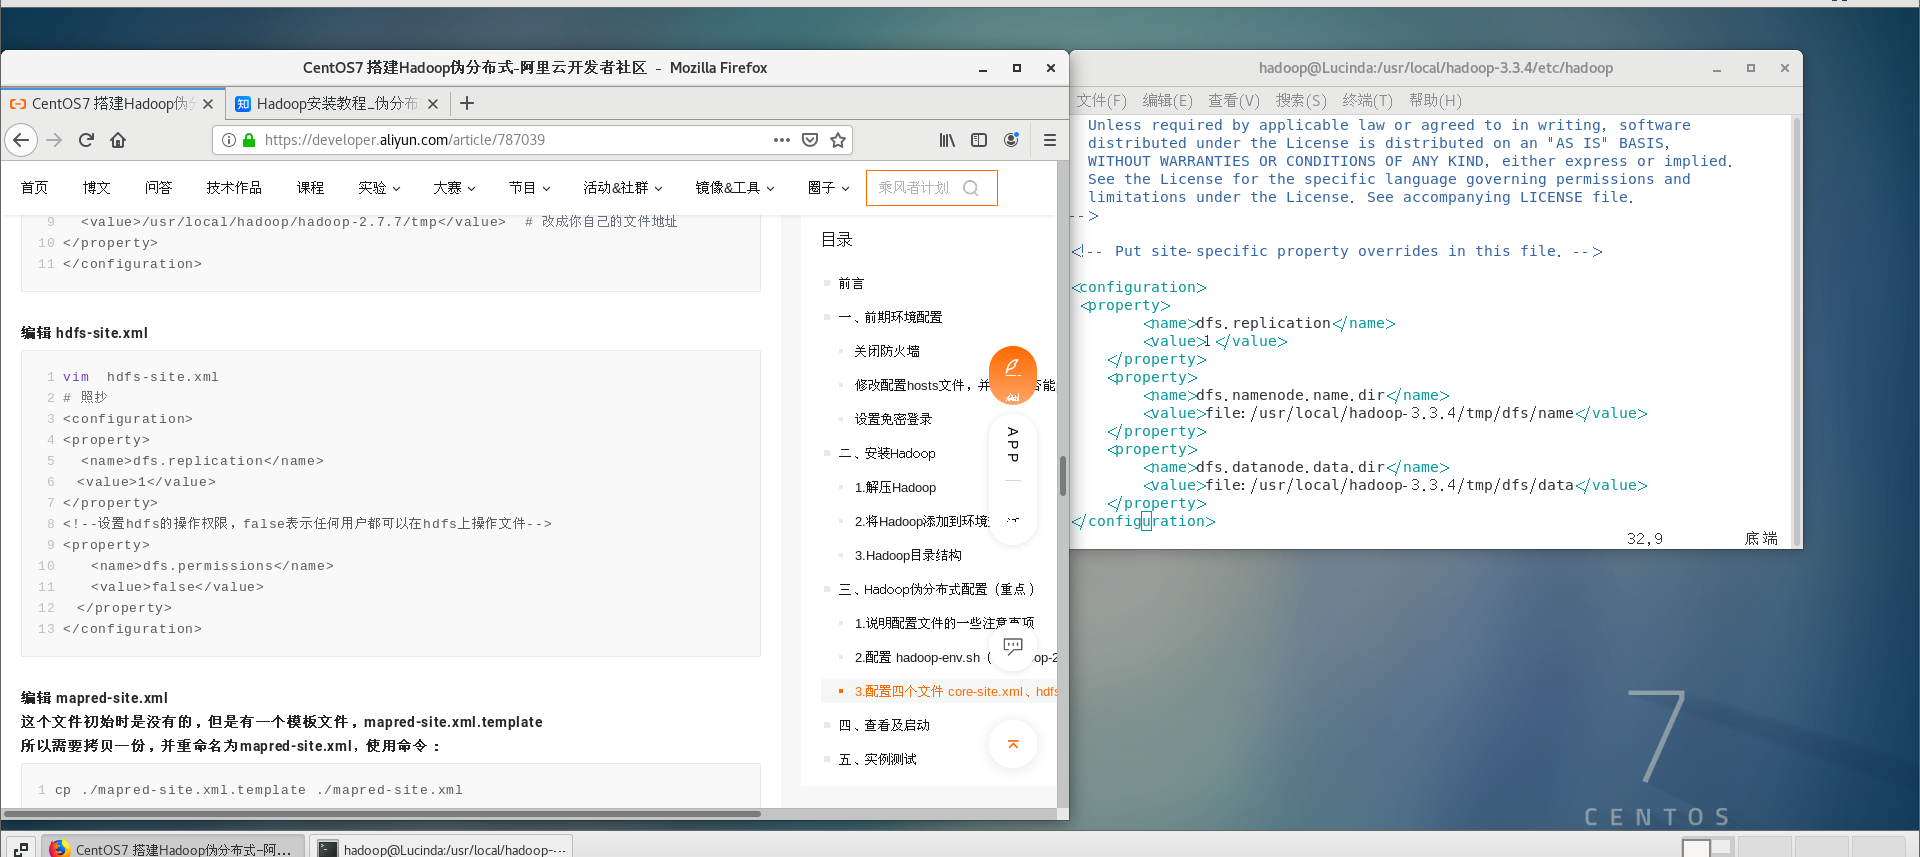 CentOS7 搭建Hadoop伪分布式-阿里云开发者社区 - Mozilla Firefox
CentOS7 搭建Hadoop伪分
Hadoop安装教程_伪分布
https://developer.aliyun.com/article/787039
首页 博文 问答 技术作品 课程 实验 大赛 节目 活动&社群 镜像&工具 圈子 乘风者计划
9 <value>/usr/local/hadoop/hadoop-2.7.7/tmp</value> # 改成你自己的文件地址
10 </property>
11 </configuration>
编辑 hdfs-site.xml
1 vim hdfs-site.xml
2 # 照抄
3 <configuration>
4 <property>
5 <name>dfs.replication</name>
6 <value>1</value>
7 </property>
8 <!--设置hdfs的操作权限，false表示任何用户都可以在hdfs上操作文件-->
9 <property>
10 <name>dfs.permissions</name>
11 <value>false</value>
12 </property>
13 </configuration>
编辑 mapred-site.xml
这个文件初始时是没有的，但是有一个模板文件，mapred-site.xml.template
所以需要拷贝一份，并重命名为mapred-site.xml，使用命令：
1 cp ./mapred-site.xml.template ./mapred-site.xml
目录
前言
一、前期环境配置
关闭防火墙
修改配置hosts文件，并 否能
设置免密登录
二、安装Hadoop
1.解压Hadoop
2.将Hadoop添加到环境
3.Hadoop目录结构
三、Hadoop伪分布式配置（重点）
1.说明配置文件的一些注意事项
2.配置 hadoop-env.sh（ op-2
3.配置四个文件 core-site.xml、hdfs
四、查看及启动
五、实例测试
APP
hadoop@Lucinda:/usr/local/hadoop-3.3.4/etc/hadoop
文件(F) 编辑(E) 查看(V) 搜索(S) 终端(T) 帮助(H)
Unless required by applicable law or agreed to in writing, software
distributed under the License is distributed on an "AS IS" BASIS,
WITHOUT WARRANTIES OR CONDITIONS OF ANY KIND, either express or implied.
See the License for the specific language governing permissions and
limitations under the License. See accompanying LICENSE file.
-->
<!-- Put site-specific property overrides in this file. -->
<configuration>
<property>
<name>dfs.replication</name>
<value>1</value>
</property>
<property>
<name>dfs.namenode.name.dir</name>
<value>file:/usr/local/hadoop-3.3.4/tmp/dfs/name</value>
</property>
<property>
<name>dfs.datanode.data.dir</name>
<value>file:/usr/local/hadoop-3.3.4/tmp/dfs/data</value>
</property>
</configuration>
32,9 底端
7
CENTOS
CentOS7 搭建Hadoop伪分布式-阿...
hadoop@Lucinda:/usr/local/hadoop-...